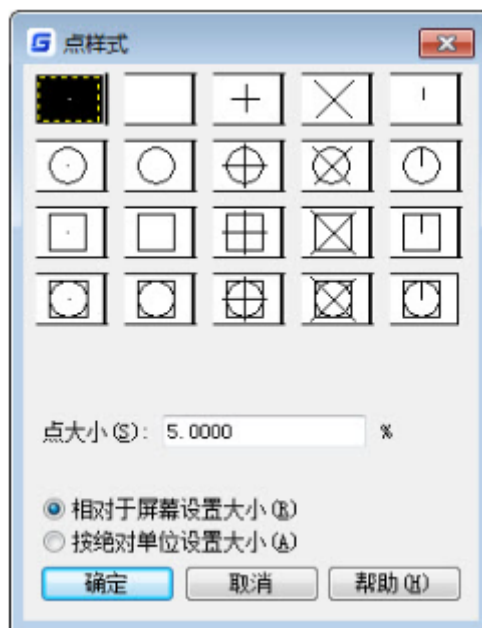 点样式
点大小(S): 5.0000 %
相对于屏幕设置大小(R)
按绝对单位设置大小(A)
确定 取消 帮助(H)